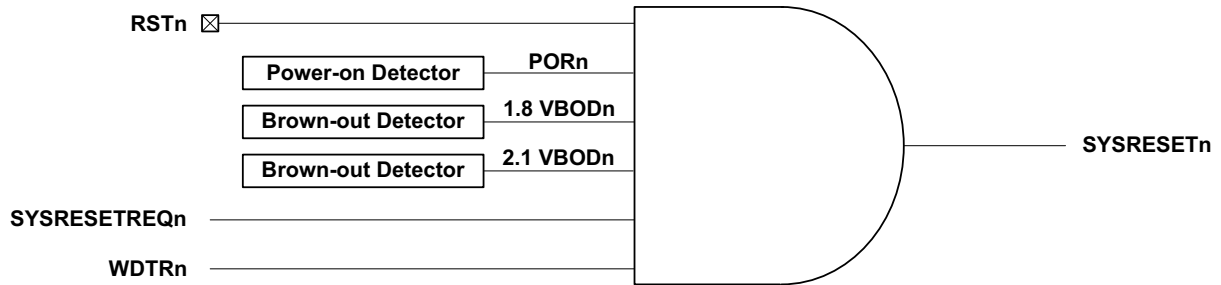 RSTn
PORn
Power-on Detector
1.8 VBODn
Brown-out Detector
2.1 VBODn
Brown-out Detector
SYSRESETn
SYSRESETREQn
WDTRn